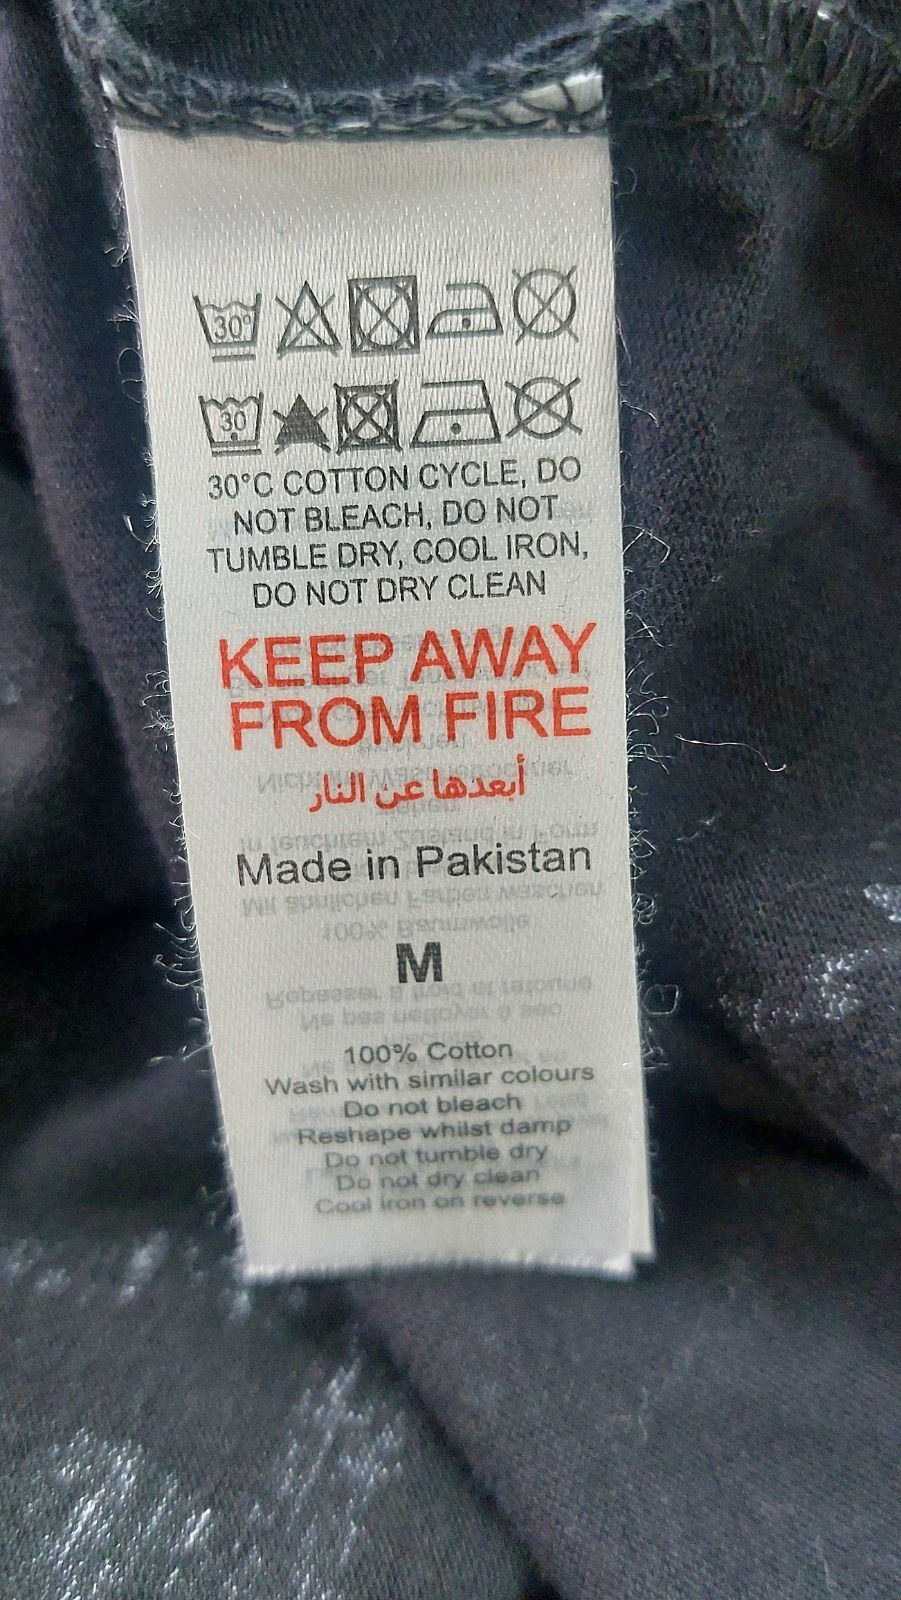 30°
30
30°C COTTON CYCLE, DO
NOT BLEACH, DO NOT
TUMBLE DRY, COOL IRON,
DO NOT DRY CLEAN
KEEP AWAY
FROM FIRE
أبعدها عن النار
Made in Pakistan
M
100% Cotton
Wash with similar colours
Do not bleach
Reshape whilst damp
Do not tumble dry
Do not dry clean
Cool iron on reverse